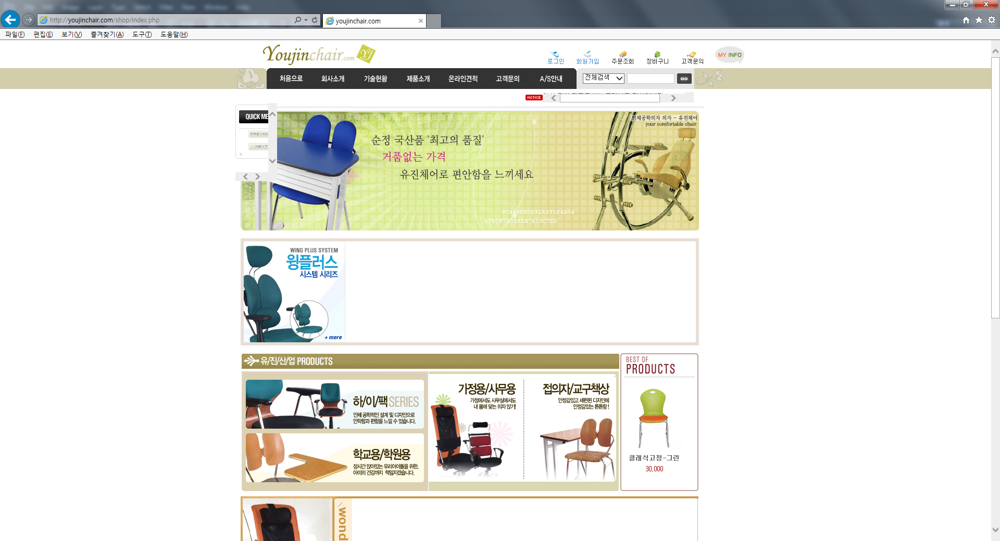 http://youjinchair.com/shop/index.php
youjinchair.com
파일(F) 편집(E) 보기(V) 즐겨찾기(A) 도구(T) 도움말(H)
Youjinchair.com YJ
로그인 회원가입 주문조회 장바구니 고객문의 MY INFO
처음으로 회사소개 기술현황 제품소개 온라인견적 고객문의 A/S안내 전체검색 GO
NOTICE
QUICK ME
PREVIOU
NEXT
인체공학의자 의자 - 유진체어
your comfortable chair
순정 국산품 '최고의 품질'
거품없는 가격
유진체어로 편안함을 느끼세요
9C494EB0592A391E4A04
4FBDF7E08EEB7E10C7D2
WING PLUS SYSTEM
윙플러스
시스템 시리즈
+ more
유/진/산/업 PRODUCTS
하/이/팩 SERIES
인체 공학적인 설계 및 디자인으로
안락함과 편함을 느낄 수 있습니다.
학교용/학원용
장시간 앉아있는 우리아이들을 위한,
아이의 건강까지 책임지겠습니다.
가정용/사무용
가정에서도 사무실에서도
내 몸에 맞는 의자 앉기!
접의자/교구책상
안정감있고 세련된 디자인에
안정감있는 튼튼함!
BEST OF
PRODUCTS
클래식고정-그린
30,000
wond